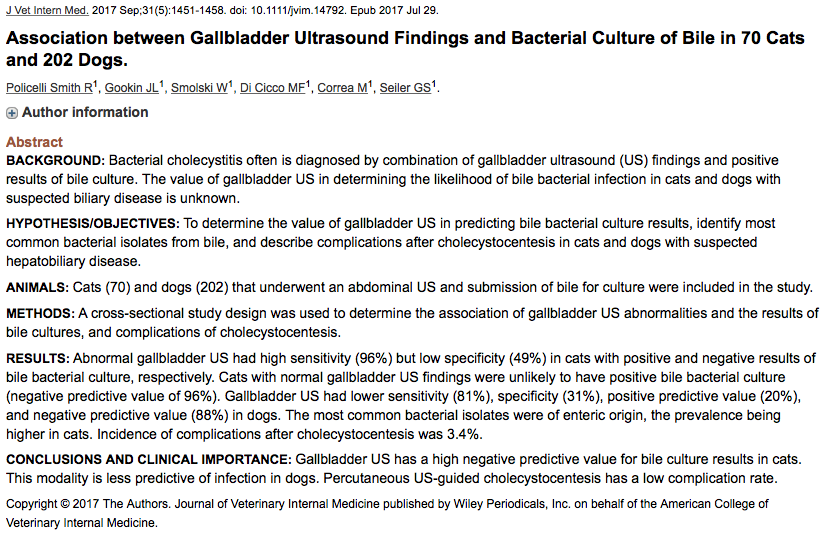 J Vet Intern Med. 2017 Sep;31(5):1451-1458. doi: 10.1111/jvim.14792. Epub 2017 Jul 29.
Association between Gallbladder Ultrasound Findings and Bacterial Culture of Bile in 70 Cats
and 202 Dogs.
Policelli Smith R1, Gookin JL1, Smolski W1, Di Cicco MF1, Correa M1, Seiler GS1.
Author information
Abstract
BACKGROUND: Bacterial cholecystitis often is diagnosed by combination of gallbladder ultrasound (US) findings and positive
results of bile culture. The value of gallbladder US in determining the likelihood of bile bacterial infection in cats and dogs with
suspected biliary disease is unknown.
HYPOTHESIS/OBJECTIVES: To determine the value of gallbladder US in predicting bile bacterial culture results, identify most
common bacterial isolates from bile, and describe complications after cholecystocentesis in cats and dogs with suspected
hepatobiliary disease.
ANIMALS: Cats (70) and dogs (202) that underwent an abdominal US and submission of bile for culture were included in the study.
METHODS: A cross-sectional study design was used to determine the association of gallbladder US abnormalities and the results of
bile cultures, and complications of cholecystocentesis.
RESULTS: Abnormal gallbladder US had high sensitivity (96%) but low specificity (49%) in cats with positive and negative results of
bile bacterial culture, respectively. Cats with normal gallbladder US findings were unlikely to have positive bile bacterial culture
(negative predictive value of 96%). Gallbladder US had lower sensitivity (81%), specificity (31%), positive predictive value (20%),
and negative predictive value (88%) in dogs. The most common bacterial isolates were of enteric origin, the prevalence being
higher in cats. Incidence of complications after cholecystocentesis was 3.4%.
CONCLUSIONS AND CLINICAL IMPORTANCE: Gallbladder US has a high negative predictive value for bile culture results in cats.
This modality is less predictive of infection in dogs. Percutaneous US-guided cholecystocentesis has a low complication rate.
Copyright © 2017 The Authors. Journal of Veterinary Internal Medicine published by Wiley Periodicals, Inc. on behalf of the American College of
Veterinary Internal Medicine.